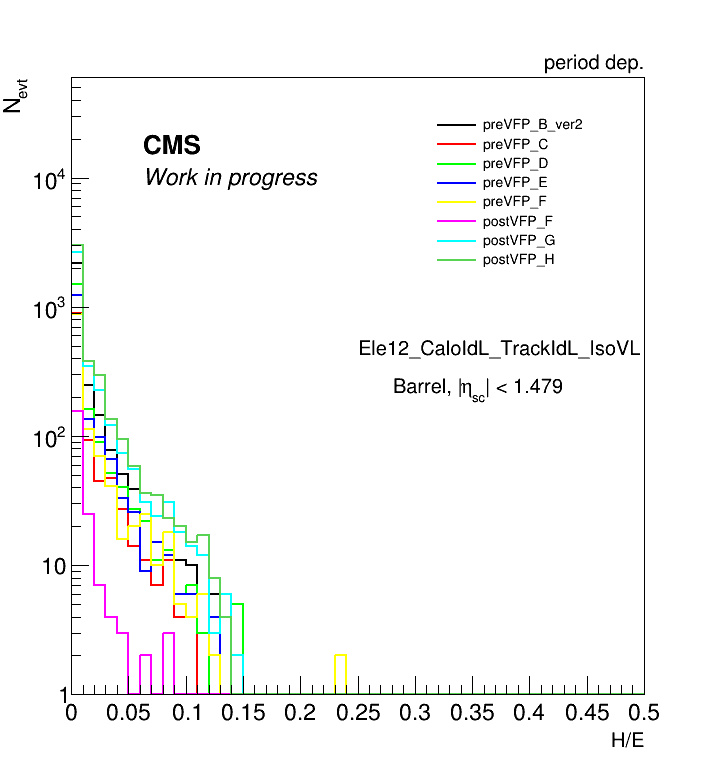 period dep.
N_evt
CMS
Work in progress
preVFP_B_ver2
preVFP_C
preVFP_D
preVFP_E
preVFP_F
postVFP_F
postVFP_G
postVFP_H
Ele12_CaloIdL_TrackIdL_IsoVL
Barrel, |η_sc| < 1.479
10^4
10^3
10^2
10
1
0 0.05 0.1 0.15 0.2 0.25 0.3 0.35 0.4 0.45 0.5
H/E